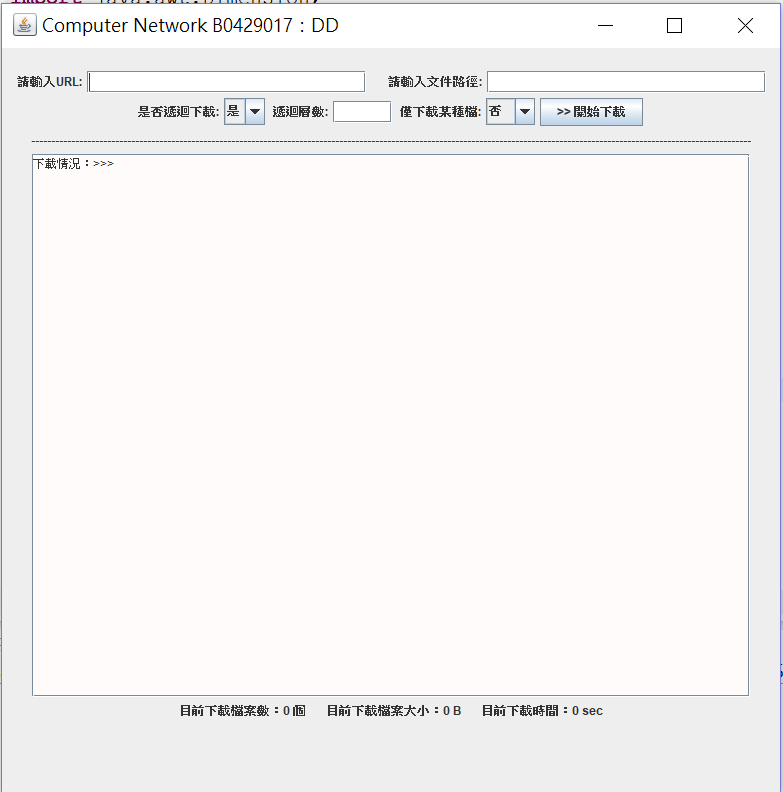 Computer Network B0429017 : DD
請輸入URL: 請輸入文件路徑:
是否遞迴下載: 是 遞迴層數: 僅下載某種檔: 否 >> 開始下載
下載情況：>>>
目前下載檔案數：0 個 目前下載檔案大小：0 B 目前下載時間：0 sec